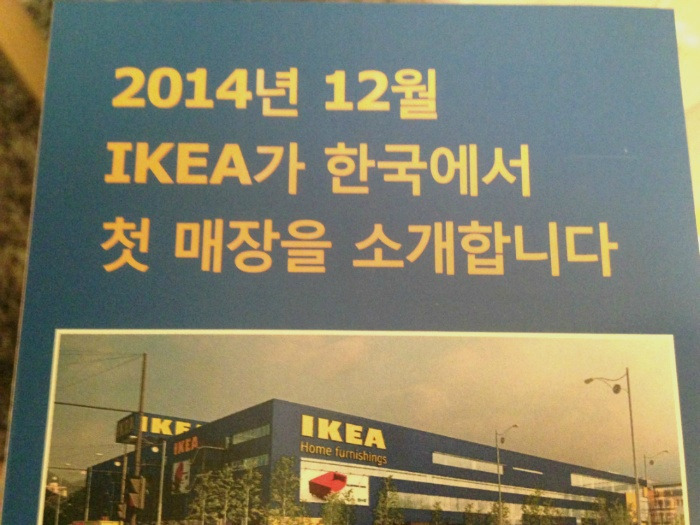 2014년 12월
IKEA가 한국에서
첫 매장을 소개합니다
IKEA
IKEA
IKEA
Home furnishings